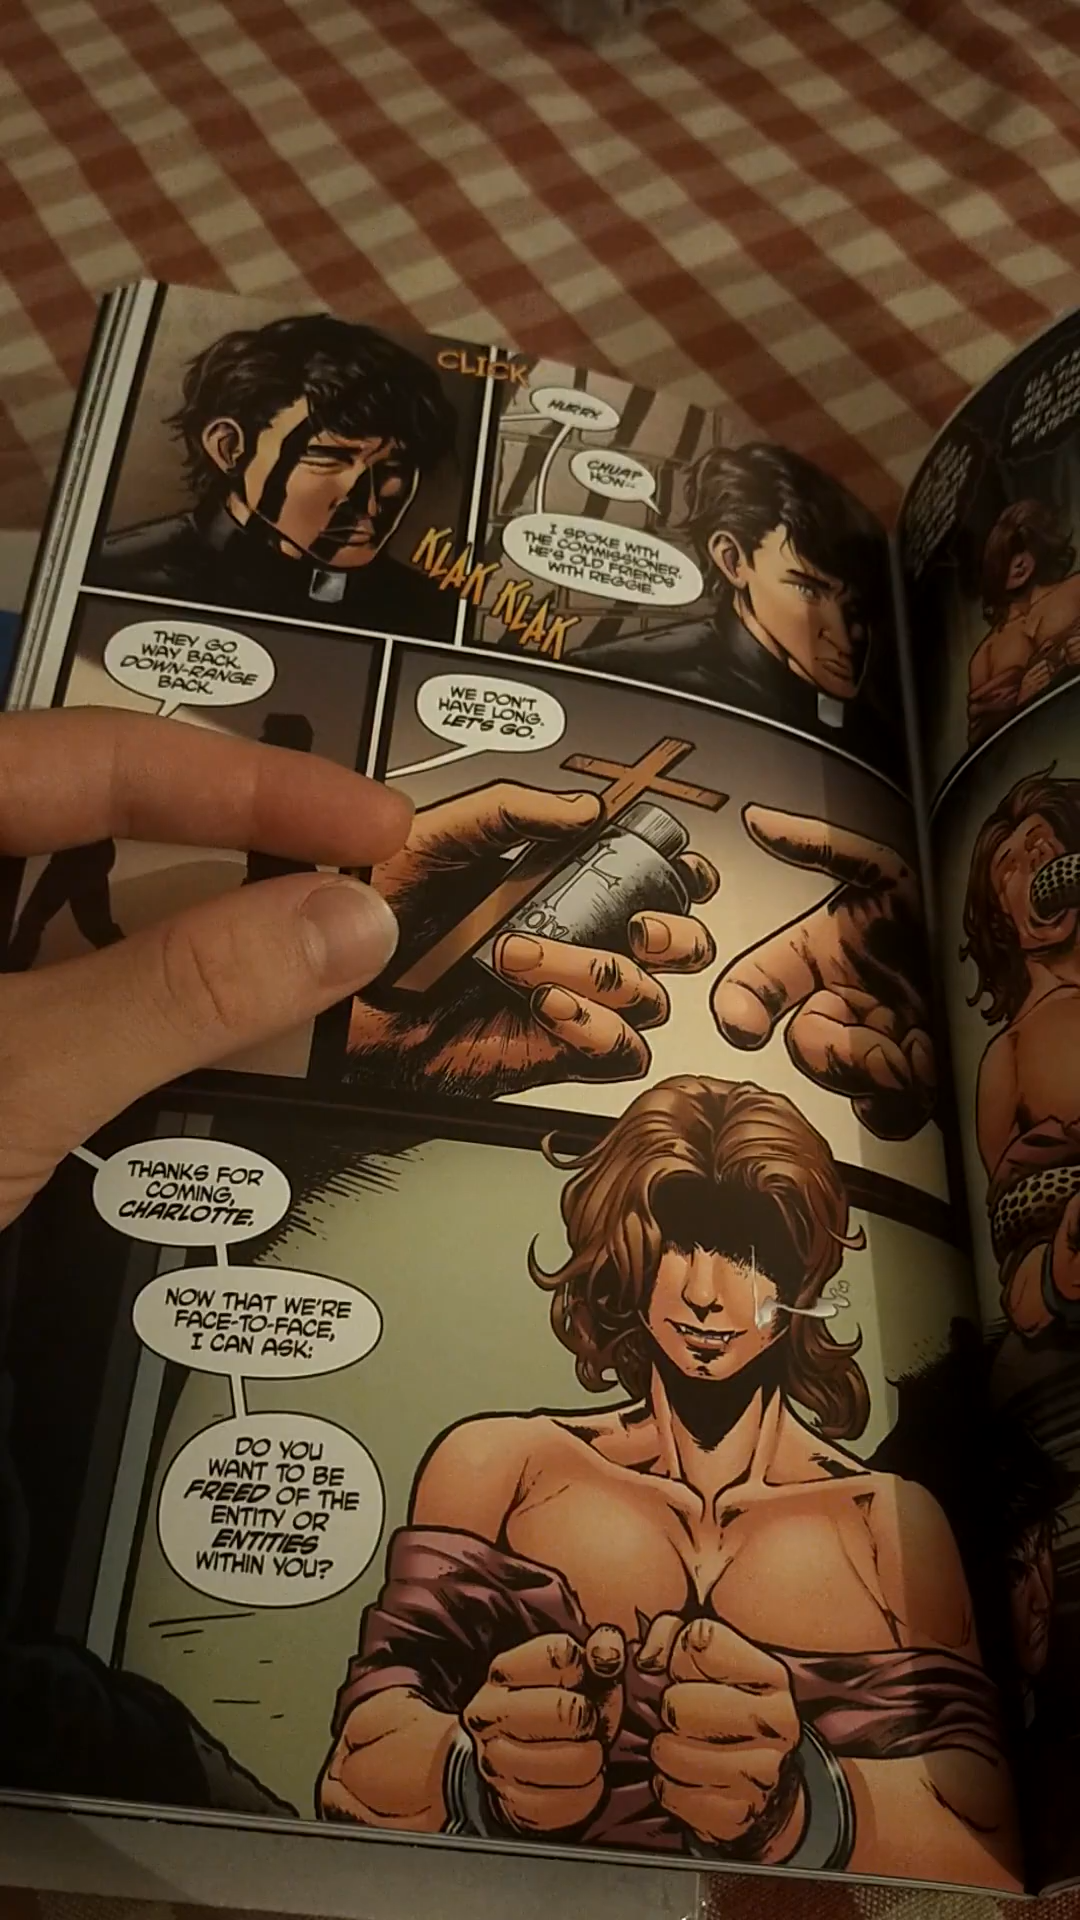 CLICK
HURRY.
CHUA?
HOW--
I SPOKE WITH
THE COMMISSIONER.
HE'S OLD FRIENDS
WITH REGGIE.
KLAK KLAK
THEY GO
WAY BACK.
DOWN-RANGE
BACK.
WE DON'T
HAVE LONG.
LET'S GO.
THANKS FOR
COMING,
CHARLOTTE.
NOW THAT WE'RE
FACE-TO-FACE,
I CAN ASK:
DO YOU
WANT TO BE
FREED OF THE
ENTITY OR
ENTITIES
WITHIN YOU?